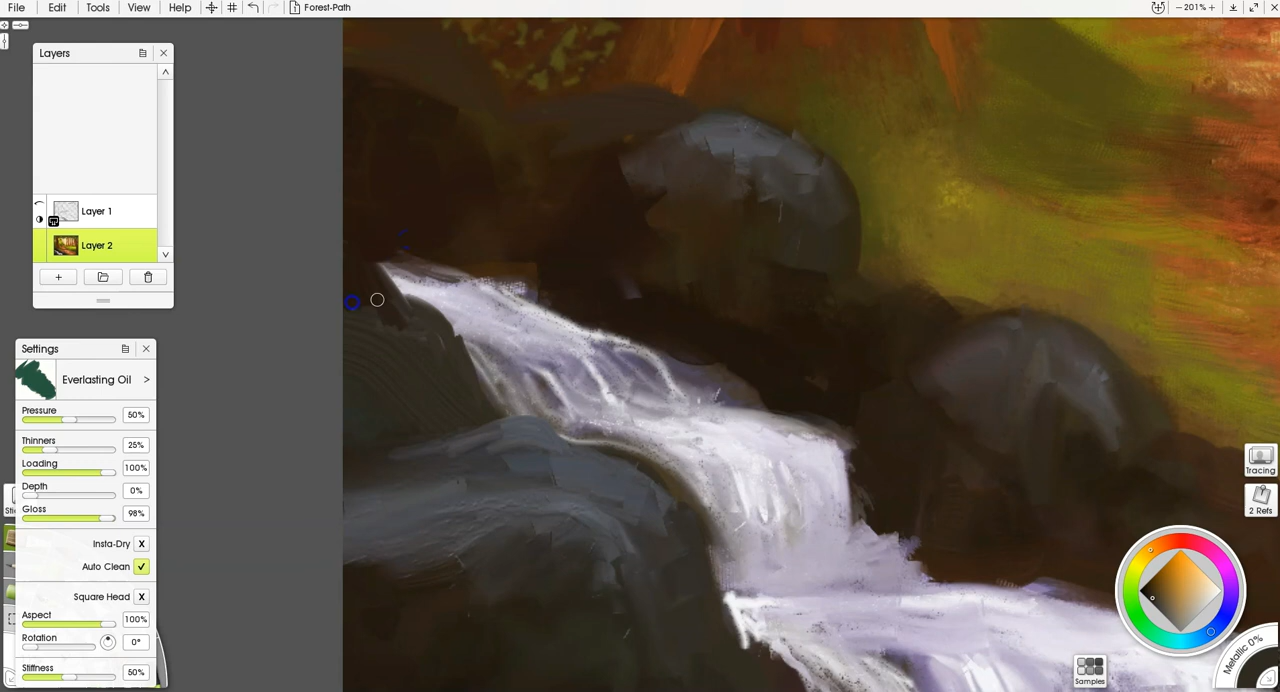 File Edit Tools View Help Forest-Path 201%
Layers
Layer 1
Layer 2
Settings
Everlasting Oil >
Pressure 50%
Thinners 25%
Loading 100%
Depth 0%
Gloss 98%
Insta-Dry X
Auto Clean
Square Head X
Aspect 100%
Rotation 0°
Stiffness 50%
Tracing
2 Refs
Metallic 0%
Samples